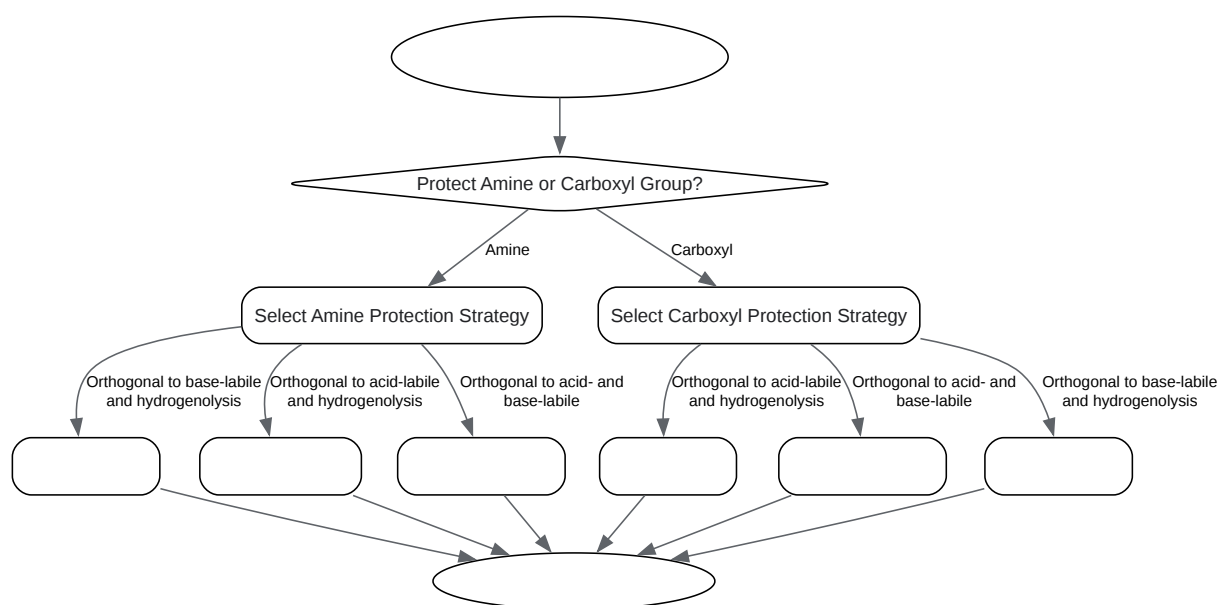 Protect Amine or Carboxyl Group?
Amine
Carboxyl
Select Amine Protection Strategy
Select Carboxyl Protection Strategy
Orthogonal to base-labile
and hydrogenolysis
Orthogonal to acid-labile
and hydrogenolysis
Orthogonal to acid- and
base-labile
Orthogonal to acid-labile
and hydrogenolysis
Orthogonal to acid- and
base-labile
Orthogonal to base-labile
and hydrogenolysis